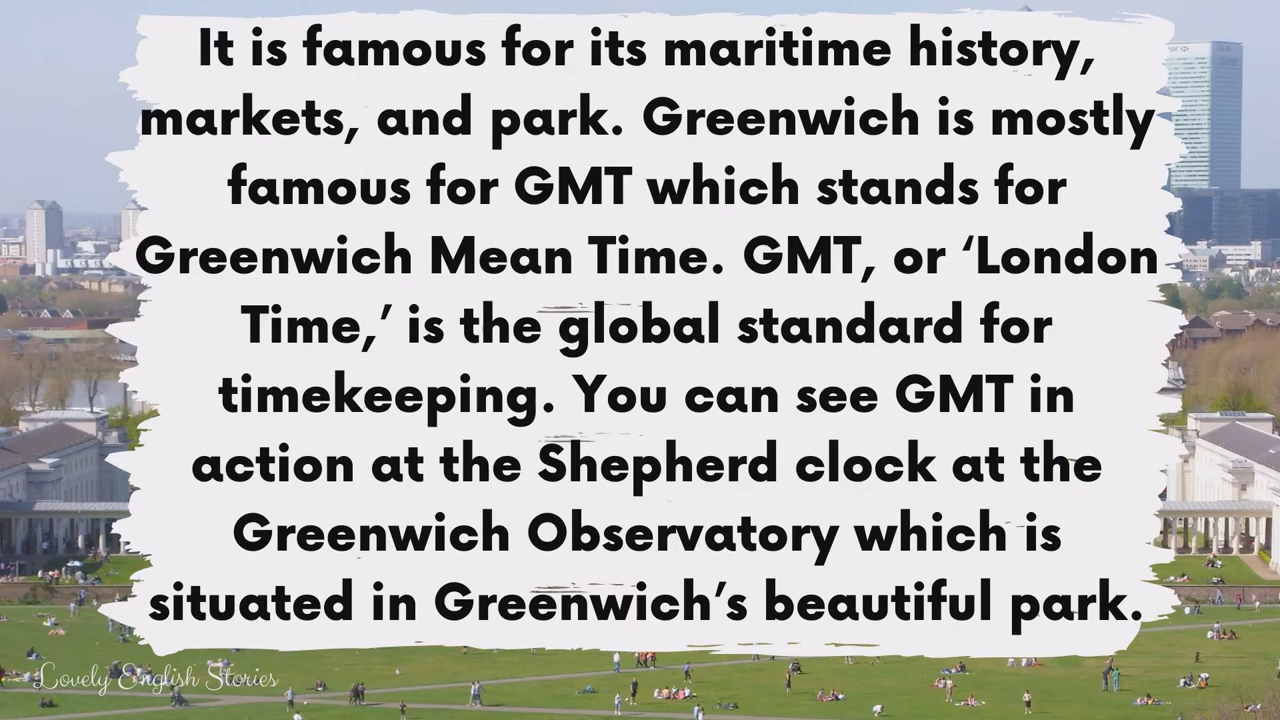 It is famous for its maritime history,
markets, and park. Greenwich is mostly
famous for GMT which stands for
Greenwich Mean Time. GMT, or ‘London
Time,’ is the global standard for
timekeeping. You can see GMT in
action at the Shepherd clock at the
Greenwich Observatory which is
situated in Greenwich’s beautiful park.
Lovely English Stories